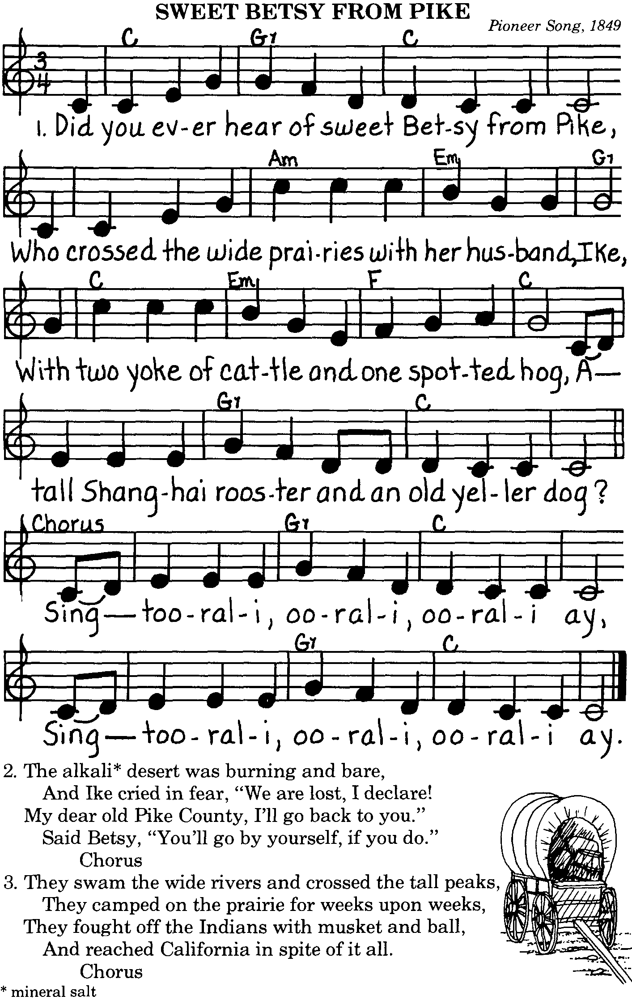 SWEET BETSY FROM PIKE
Pioneer Song, 1849
C G7 C
3
4
1. Did you ev-er hear of sweet Bet-sy from Pike,
Am Em G7
Who crossed the wide prai-ries with her hus-band, Ike,
C Em F C
With two yoke of cat-tle and one spot-ted hog, A—
G7 C
tall Shang-hai roos-ter and an old yel-ler dog?
Chorus G7 C
Sing—too-ral-i, oo-ral-i, oo-ral-i ay,
G7 C
Sing—too-ral-i, oo-ral-i, oo-ral-i ay.
2. The alkali* desert was burning and bare,
And Ike cried in fear, “We are lost, I declare!
My dear old Pike County, I’ll go back to you.”
Said Betsy, “You’ll go by yourself, if you do.”
Chorus
3. They swam the wide rivers and crossed the tall peaks,
They camped on the prairie for weeks upon weeks,
They fought off the Indians with musket and ball,
And reached California in spite of it all.
Chorus
* mineral salt